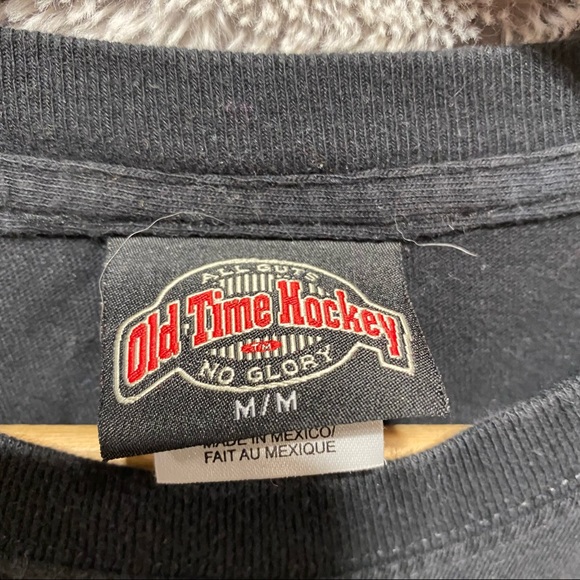 ALL GUTS
Old Time Hockey
NO GLORY
M/M
MADE IN MEXICO/
FAIT AU MEXIQUE